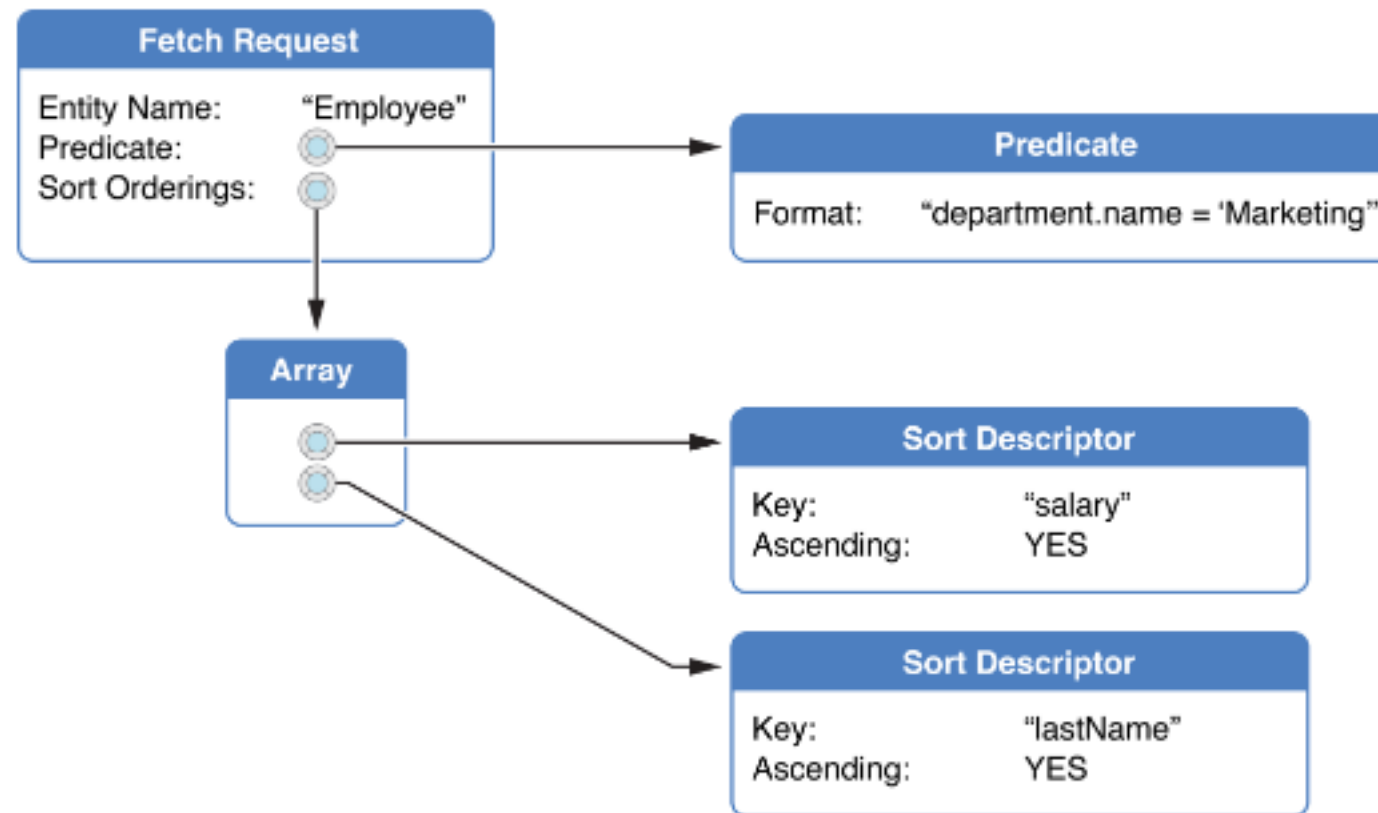 Fetch Request
Entity Name: “Employee”
Predicate:
Sort Orderings:
Predicate
Format: “department.name = ‘Marketing’”
Array
Sort Descriptor
Key: “salary”
Ascending: YES
Sort Descriptor
Key: “lastName”
Ascending: YES